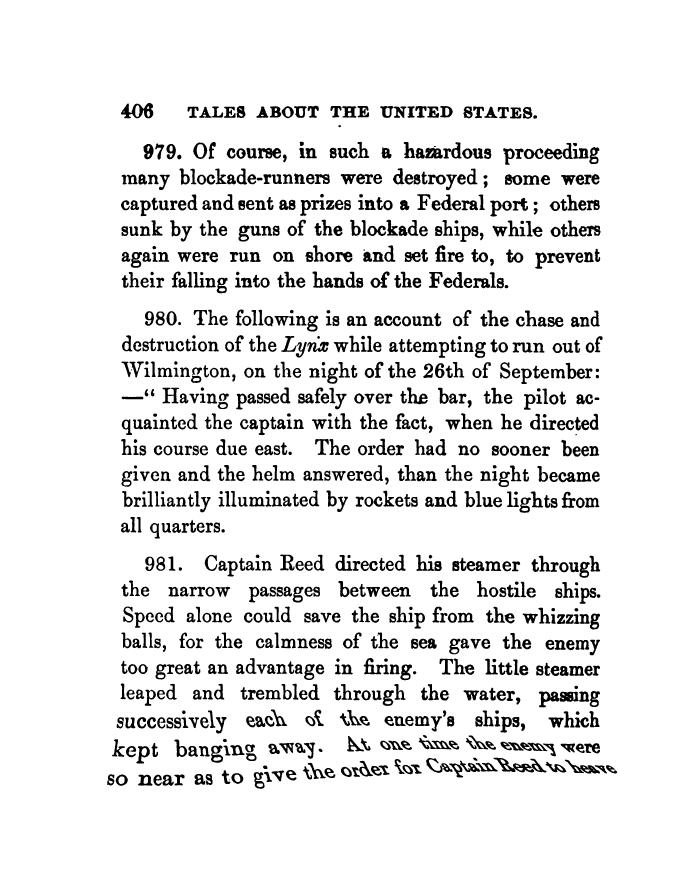 406 TALES ABOUT THE UNITED STATES.
979. Of course, in such a hazardous proceeding
many blockade-runners were destroyed; some were
captured and sent as prizes into a Federal port; others
sunk by the guns of the blockade ships, while others
again were run on shore and set fire to, to prevent
their falling into the hands of the Federals.
980. The following is an account of the chase and
destruction of the Lynx while attempting to run out of
Wilmington, on the night of the 26th of September:
—“ Having passed safely over the bar, the pilot ac-
quainted the captain with the fact, when he directed
his course due east. The order had no sooner been
given and the helm answered, than the night became
brilliantly illuminated by rockets and blue lights from
all quarters.
981. Captain Reed directed his steamer through
the narrow passages between the hostile ships.
Speed alone could save the ship from the whizzing
balls, for the calmness of the sea gave the enemy
too great an advantage in firing. The little steamer
leaped and trembled through the water, passing
successively each of the enemy's ships, which
kept banging away. At one time the enemy were
so near as to give the order for Captain Reed to heave